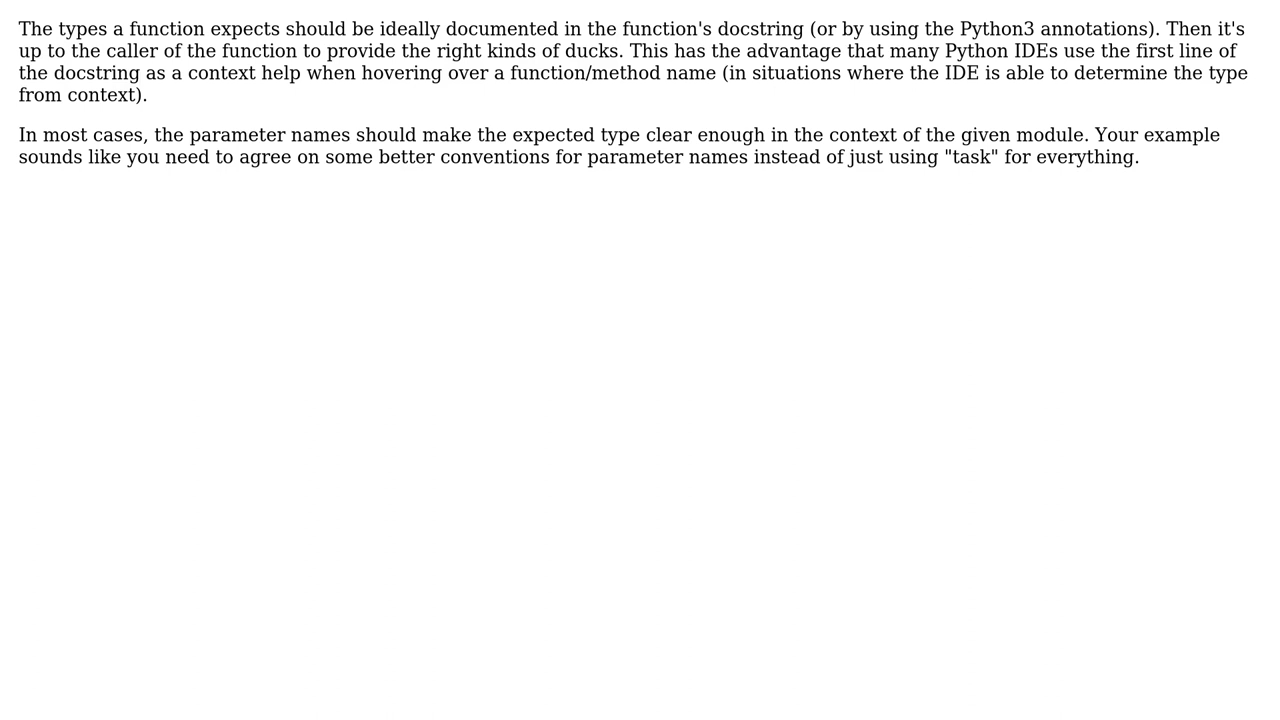 The types a function expects should be ideally documented in the function's docstring (or by using the Python3 annotations). Then it's
up to the caller of the function to provide the right kinds of ducks. This has the advantage that many Python IDEs use the first line of
the docstring as a context help when hovering over a function/method name (in situations where the IDE is able to determine the type
from context).
In most cases, the parameter names should make the expected type clear enough in the context of the given module. Your example
sounds like you need to agree on some better conventions for parameter names instead of just using "task" for everything.